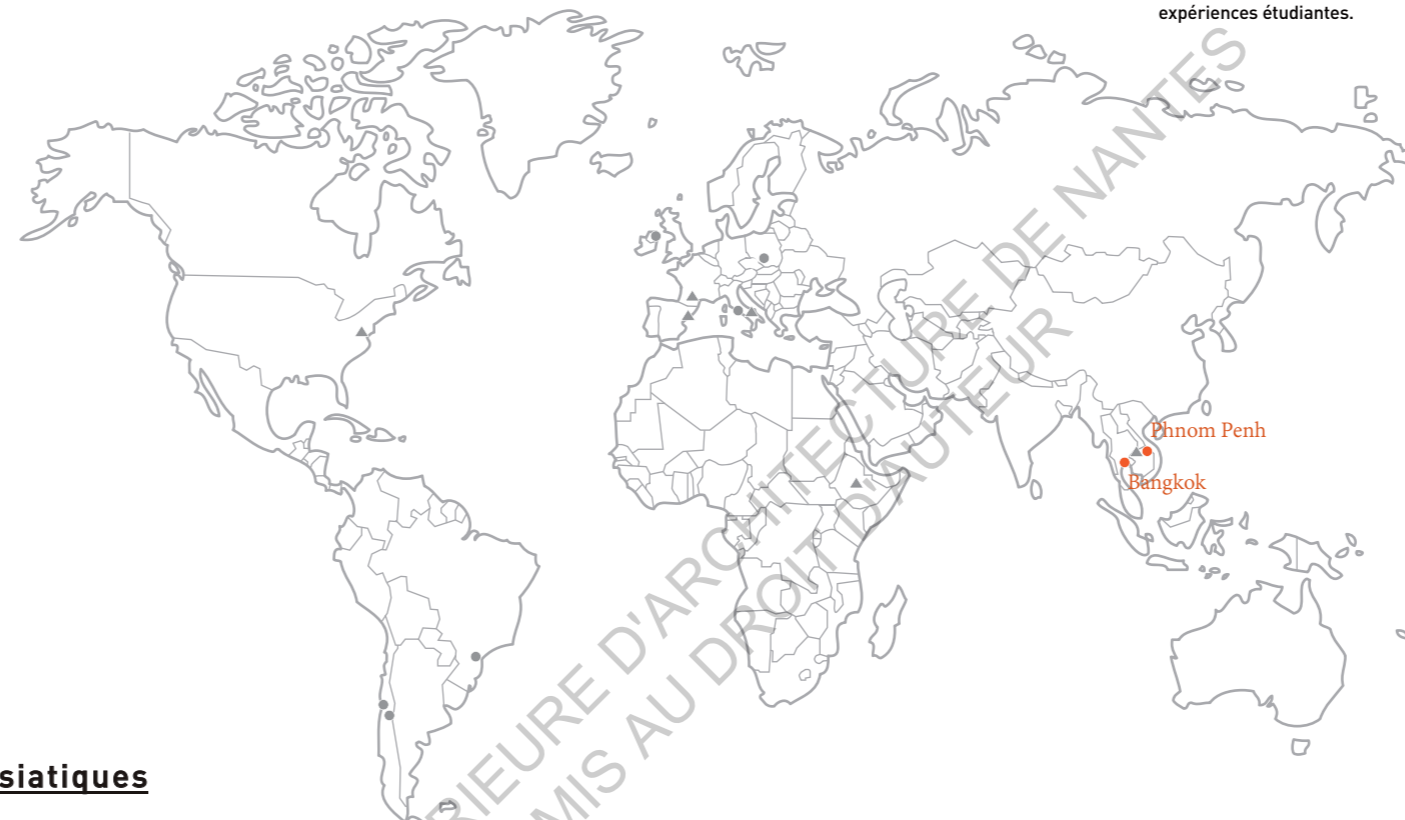 expériences étudiantes.
Phnom Penh
Bangkok
siatiques
RIEURE D'ARCHITECTURE DE NANTES
MIS AU DROIT D'AUTEUR